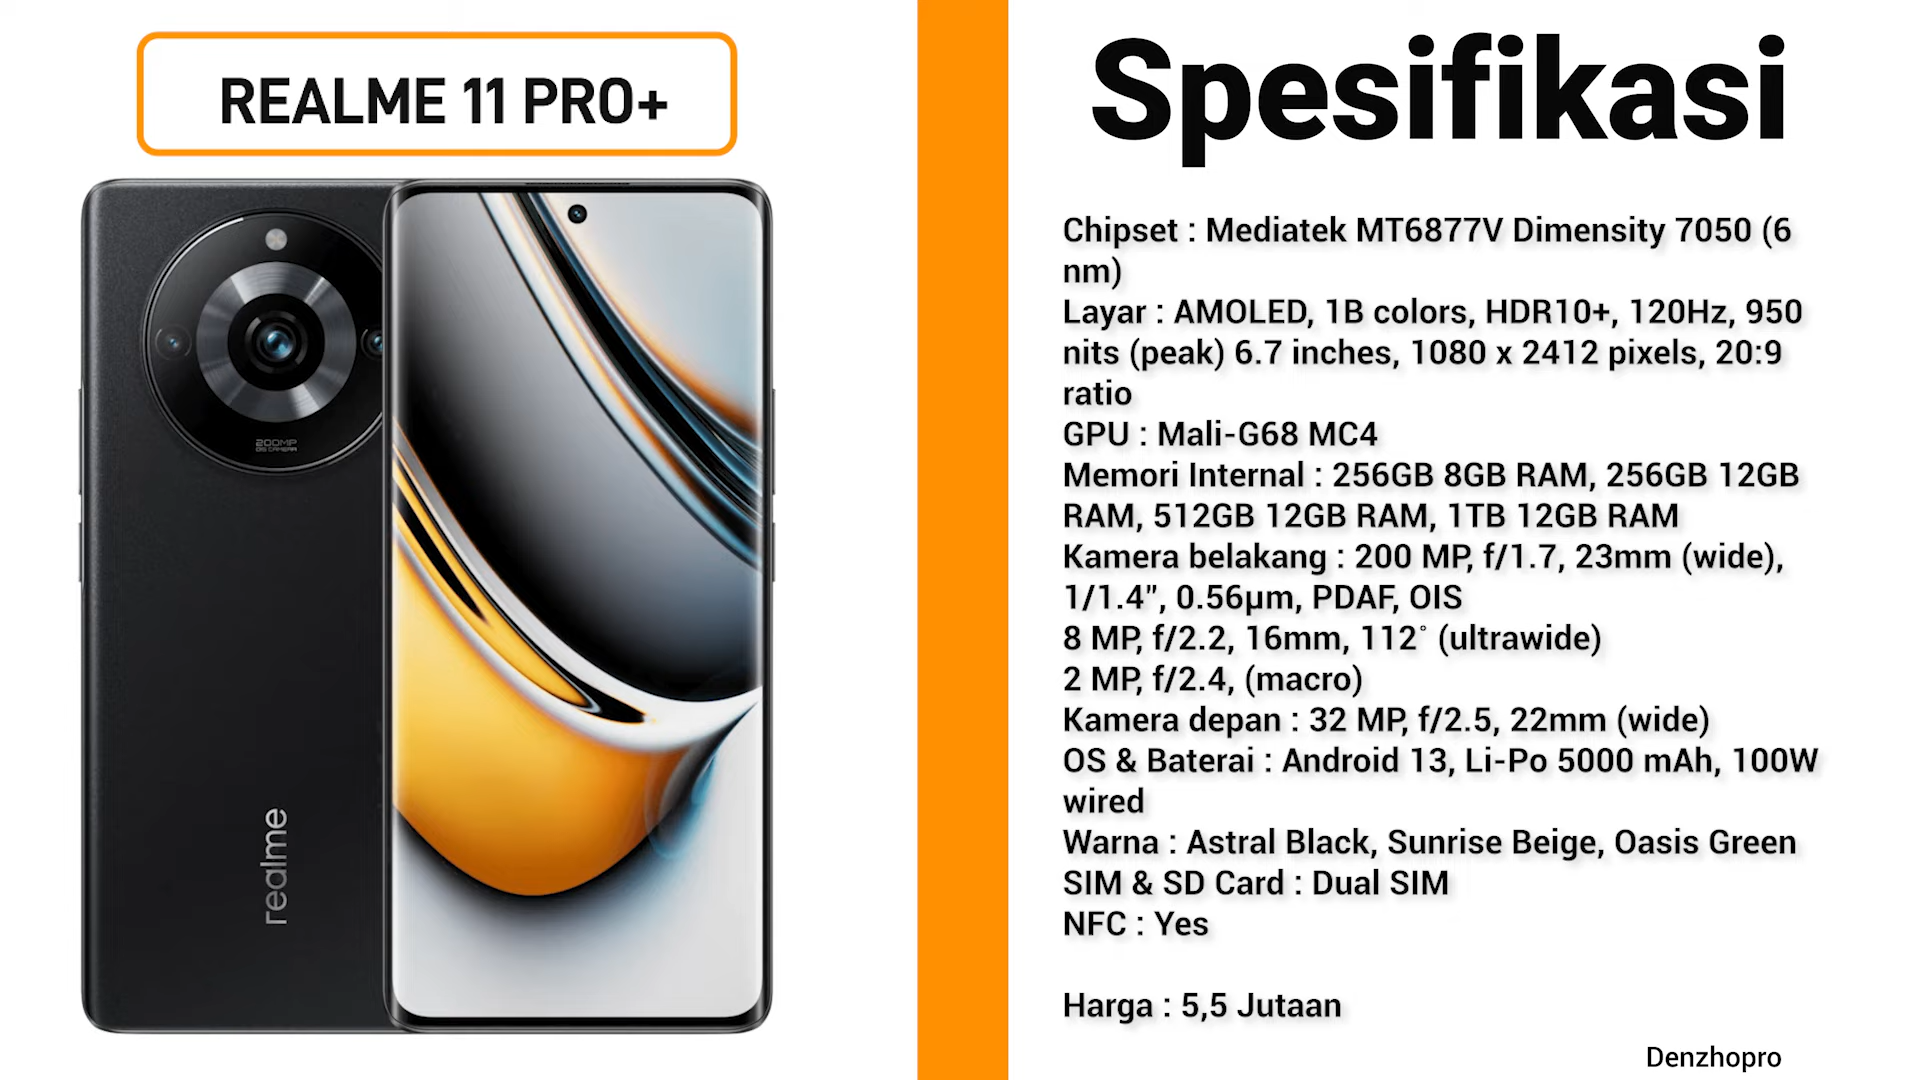 REALME 11 PRO+
200MP
OIS CAMERA
realme
Spesifikasi
Chipset : Mediatek MT6877V Dimensity 7050 (6
nm)
Layar : AMOLED, 1B colors, HDR10+, 120Hz, 950
nits (peak) 6.7 inches, 1080 x 2412 pixels, 20:9
ratio
GPU : Mali-G68 MC4
Memori Internal : 256GB 8GB RAM, 256GB 12GB
RAM, 512GB 12GB RAM, 1TB 12GB RAM
Kamera belakang : 200 MP, f/1.7, 23mm (wide),
1/1.4", 0.56µm, PDAF, OIS
8 MP, f/2.2, 16mm, 112˚ (ultrawide)
2 MP, f/2.4, (macro)
Kamera depan : 32 MP, f/2.5, 22mm (wide)
OS & Baterai : Android 13, Li-Po 5000 mAh, 100W
wired
Warna : Astral Black, Sunrise Beige, Oasis Green
SIM & SD Card : Dual SIM
NFC : Yes
Harga : 5,5 Jutaan
Denzhopro